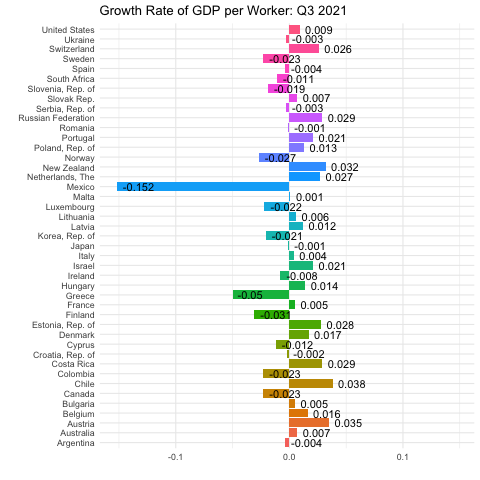 Growth Rate of GDP per Worker: Q3 2021
United States 0.009
Ukraine -0.003
Switzerland 0.026
Sweden -0.023
Spain -0.004
South Africa -0.011
Slovenia, Rep. of -0.019
Slovak Rep. 0.007
Serbia, Rep. of -0.003
Russian Federation 0.029
Romania -0.001
Portugal 0.021
Poland, Rep. of 0.013
Norway -0.027
New Zealand 0.032
Netherlands, The 0.027
Mexico -0.152
Malta 0.001
Luxembourg -0.022
Lithuania 0.006
Latvia 0.012
Korea, Rep. of -0.021
Japan -0.001
Italy 0.004
Israel 0.021
Ireland -0.008
Hungary 0.014
Greece -0.05
France 0.005
Finland -0.031
Estonia, Rep. of 0.028
Denmark 0.017
Cyprus -0.012
Croatia, Rep. of -0.002
Costa Rica 0.029
Colombia -0.023
Chile 0.038
Canada -0.023
Bulgaria 0.005
Belgium 0.016
Austria 0.035
Australia 0.007
Argentina -0.004
-0.1 0.0 0.1